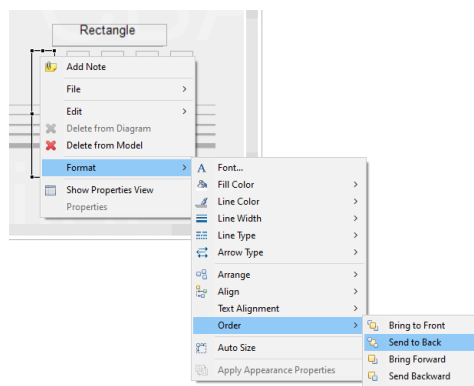 Rectangle
Add Note
File
Edit
Delete from Diagram
Delete from Model
Format
Show Properties View
Properties
Font...
Fill Color
Line Color
Line Width
Line Type
Arrow Type
Arrange
Align
Text Alignment
Order
Auto Size
Apply Appearance Properties
Bring to Front
Send to Back
Bring Forward
Send Backward